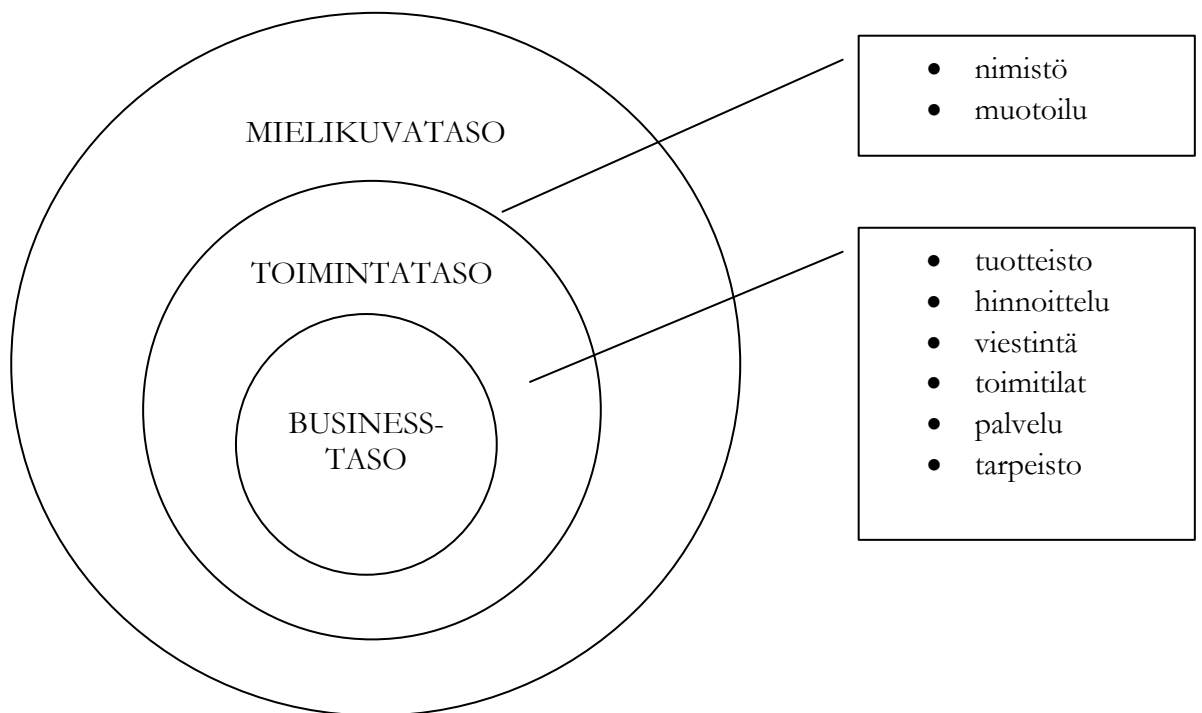 MIELIKUVATASO
TOIMINTATASO
BUSINESS-
TASO
• nimistö
• muotoilu
• tuotteisto
• hinnoittelu
• viestintä
• toimitilat
• palvelu
• tarpeisto